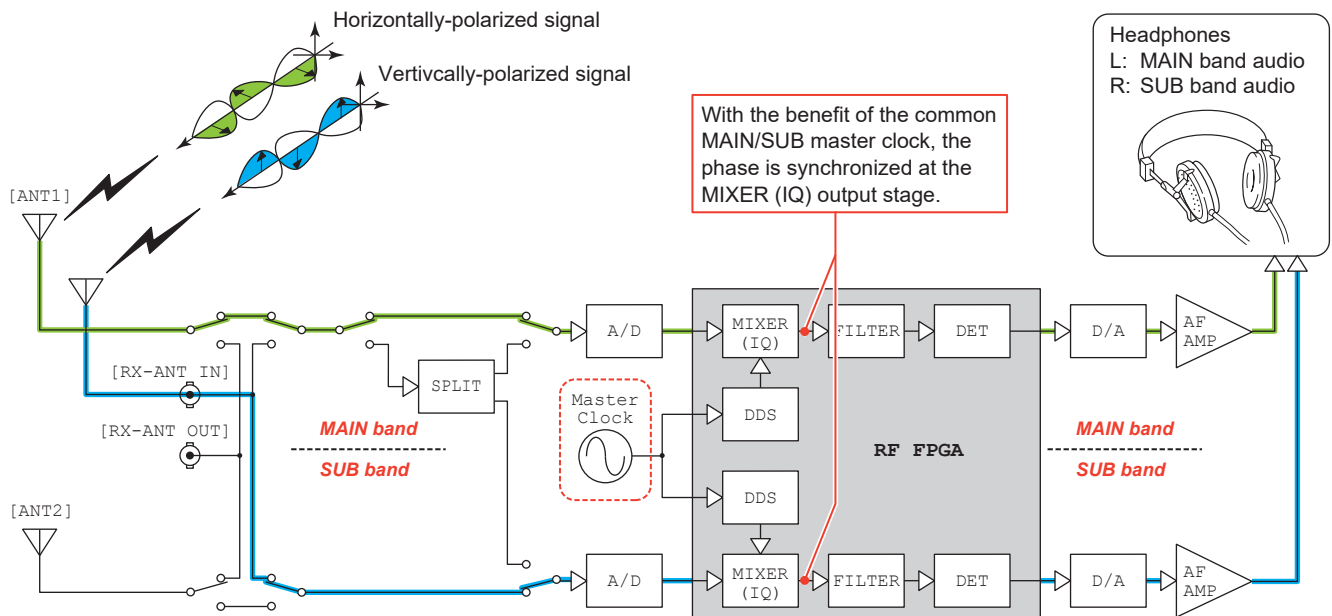 Horizontally-polarized signal
Vertivcally-polarized signal
Headphones
L: MAIN band audio
R: SUB band audio
With the benefit of the common
MAIN/SUB master clock, the
phase is synchronized at the
MIXER (IQ) output stage.
[ANT1]
A/D
MIXER
(IQ)
FILTER
DET
D/A
AF
AMP
[RX-ANT IN]
SPLIT
Master
Clock
DDS
[RX-ANT OUT]
MAIN band
SUB band
RF FPGA
MAIN band
SUB band
DDS
[ANT2]
A/D
MIXER
(IQ)
FILTER
DET
D/A
AF
AMP